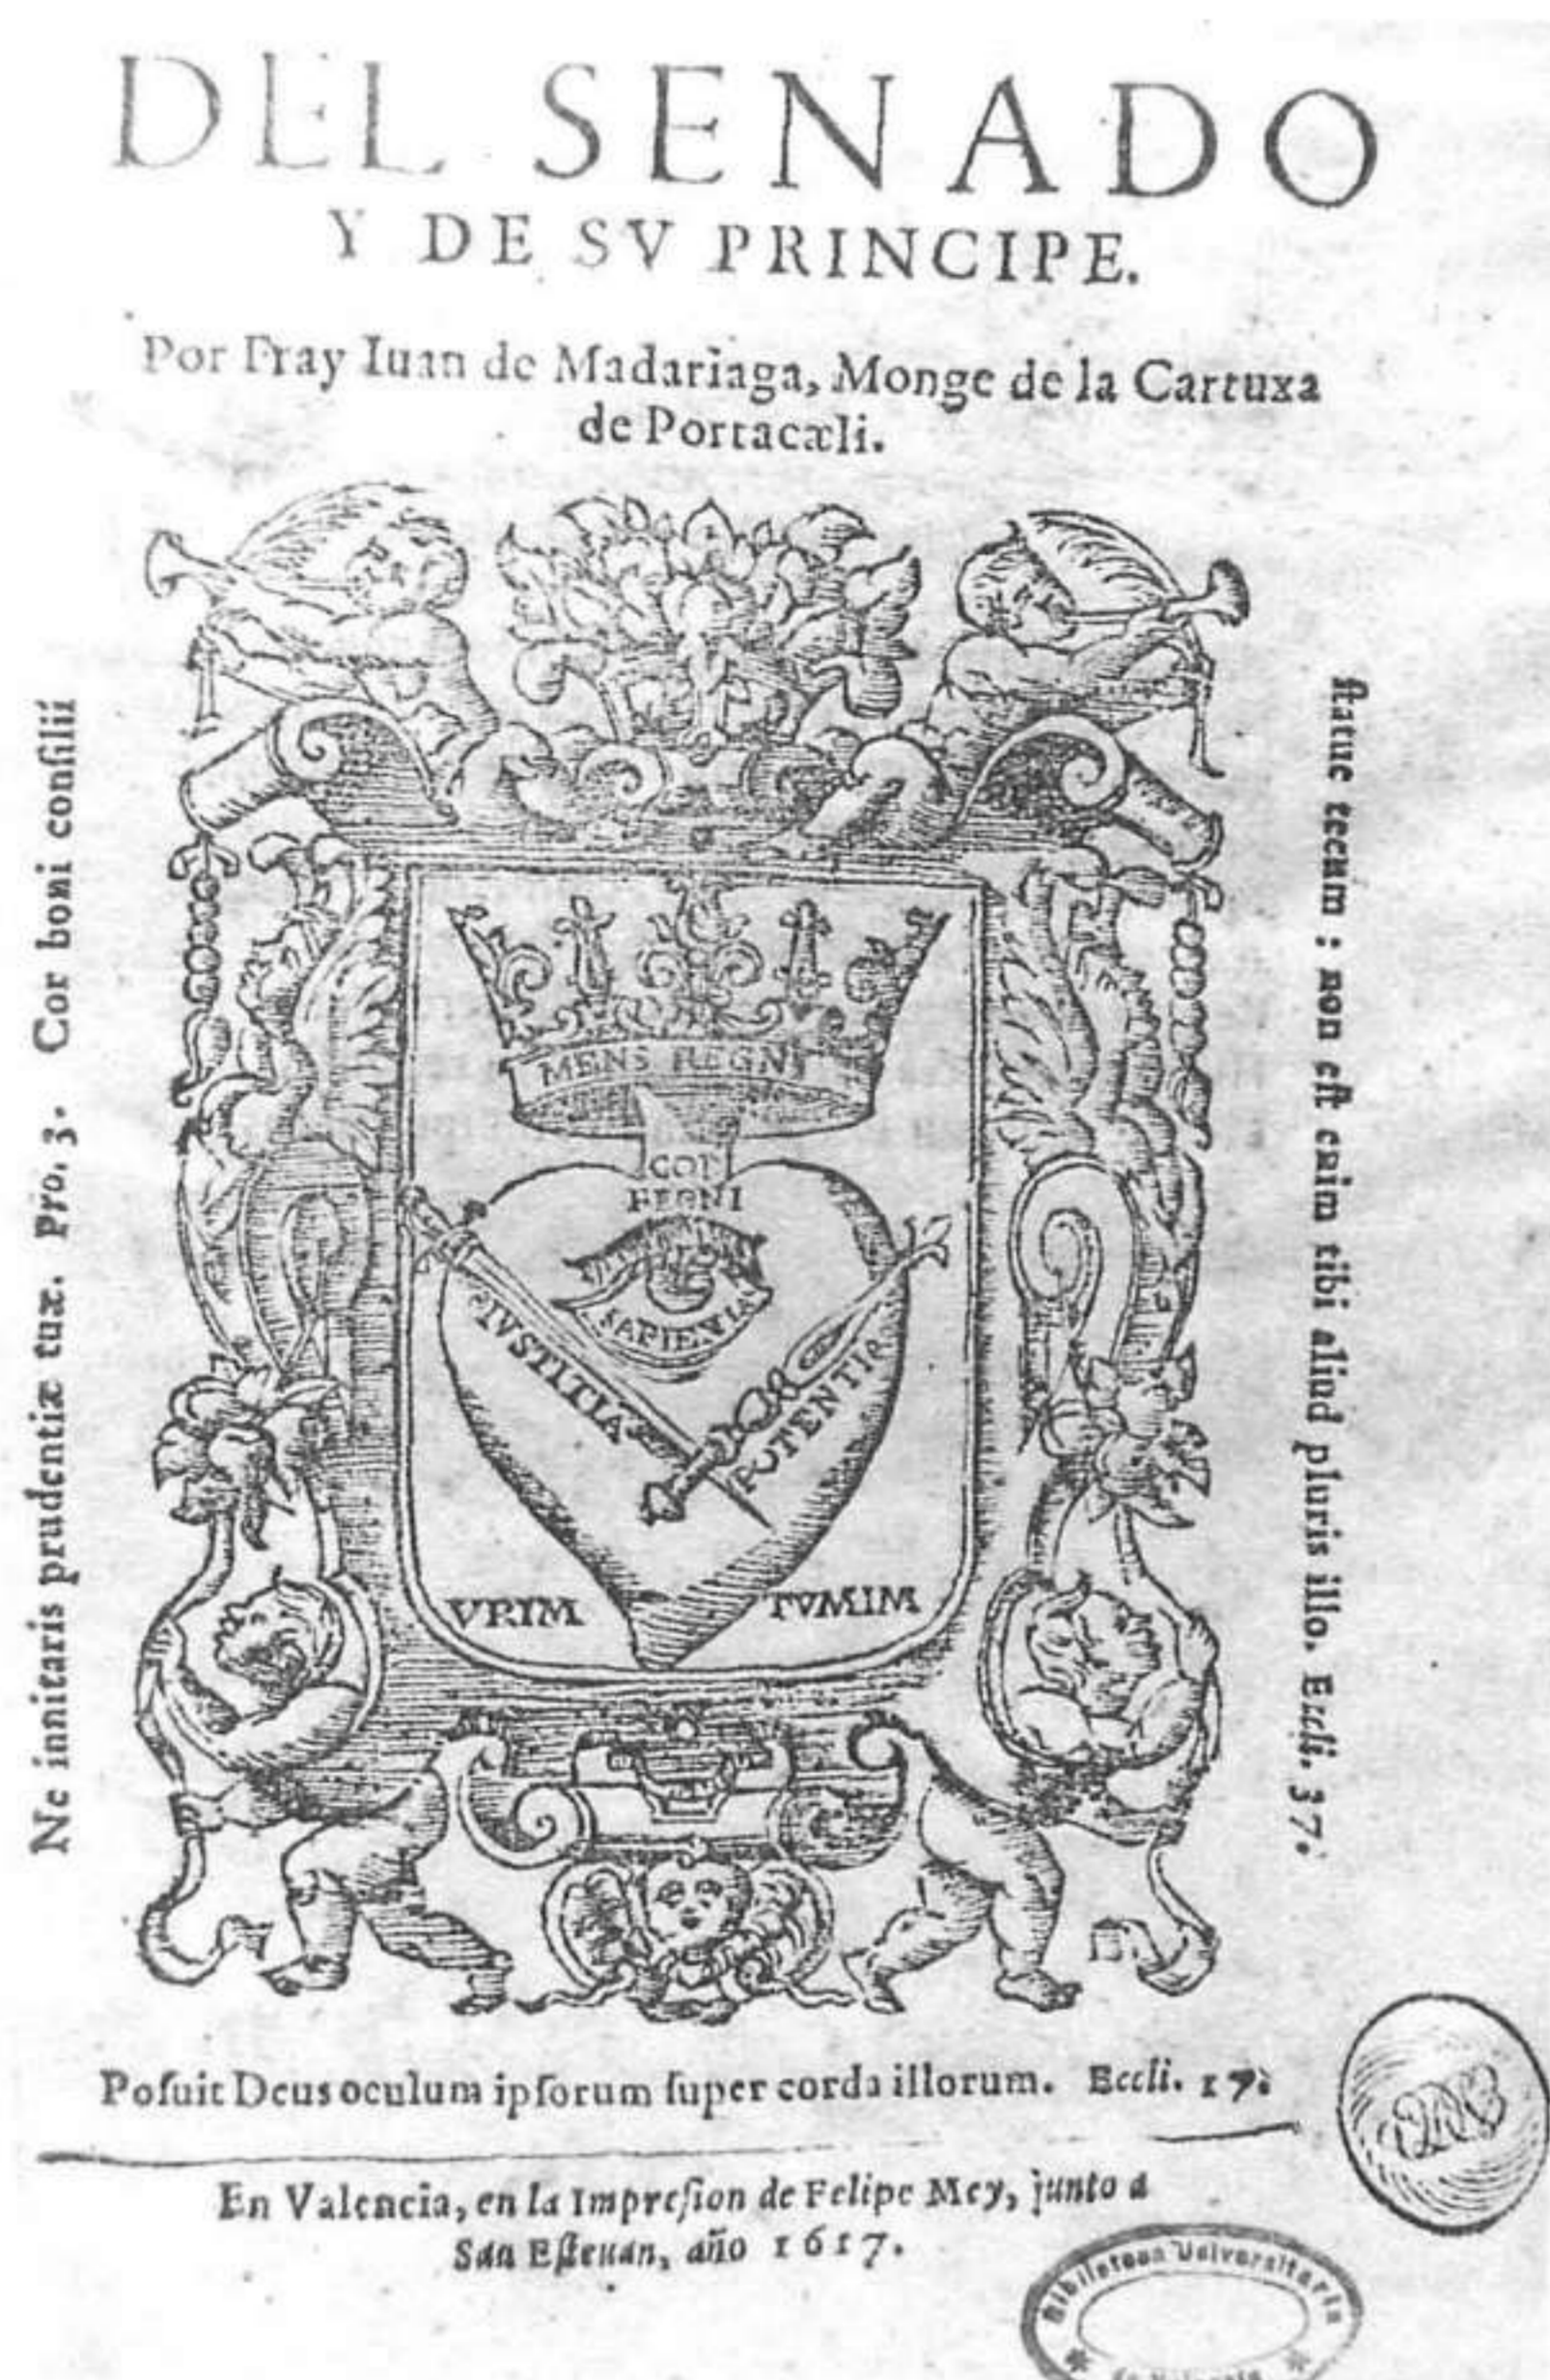 DEL SENADO
Y DE SV PRINCIPE.
Por Fray Iuan de Madariaga, Monge de la Cartuxa
de Portacæli.
Ne innitaris prudentiæ tuæ. Pro. 3. Cor boni consilii
MENS REGNI
COR
REGNI
SAPIENTIA
IVSTITIA
POTENTIA
VRIM
TVMIM
statue tecum : non est enim tibi aliud pluris illo. Eccli. 37.
Posuit Deus oculum ipsorum super corda illorum. Eccli. 17.
En Valencia, en la Impresion de Felipe Mey, junto a
San Esteuan, año 1617.
Biblioteca Universitaria
de Valencia